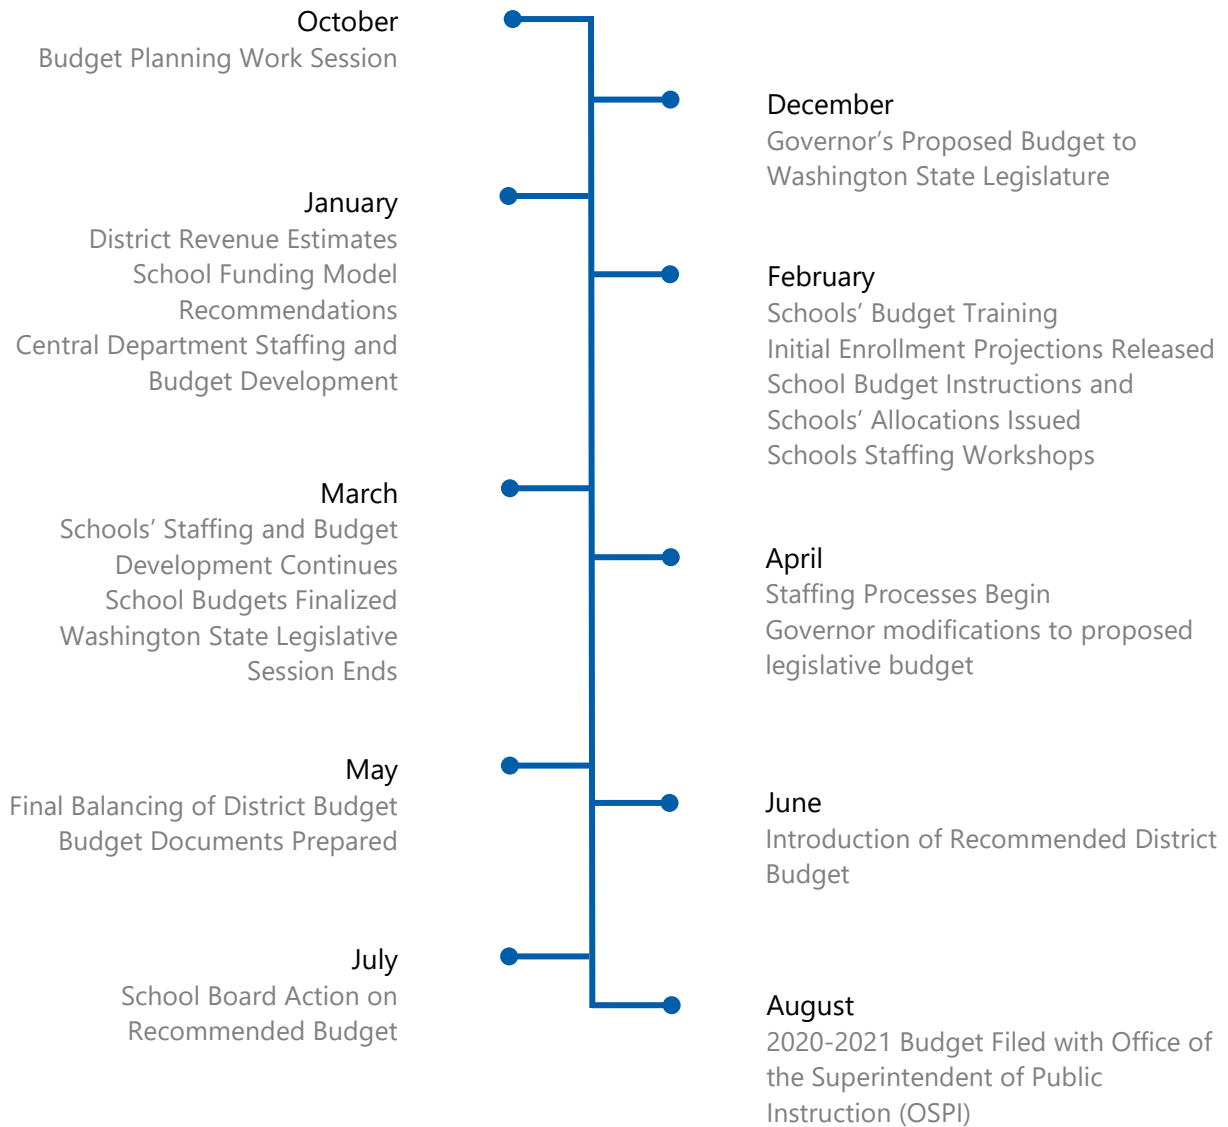 October
Budget Planning Work Session
December
Governor’s Proposed Budget to
Washington State Legislature
January
District Revenue Estimates
School Funding Model
Recommendations
Central Department Staffing and
Budget Development
February
Schools’ Budget Training
Initial Enrollment Projections Released
School Budget Instructions and
Schools’ Allocations Issued
Schools Staffing Workshops
March
Schools’ Staffing and Budget
Development Continues
School Budgets Finalized
Washington State Legislative
Session Ends
April
Staffing Processes Begin
Governor modifications to proposed
legislative budget
May
Final Balancing of District Budget
Budget Documents Prepared
June
Introduction of Recommended District
Budget
July
School Board Action on
Recommended Budget
August
2020-2021 Budget Filed with Office of
the Superintendent of Public
Instruction (OSPI)